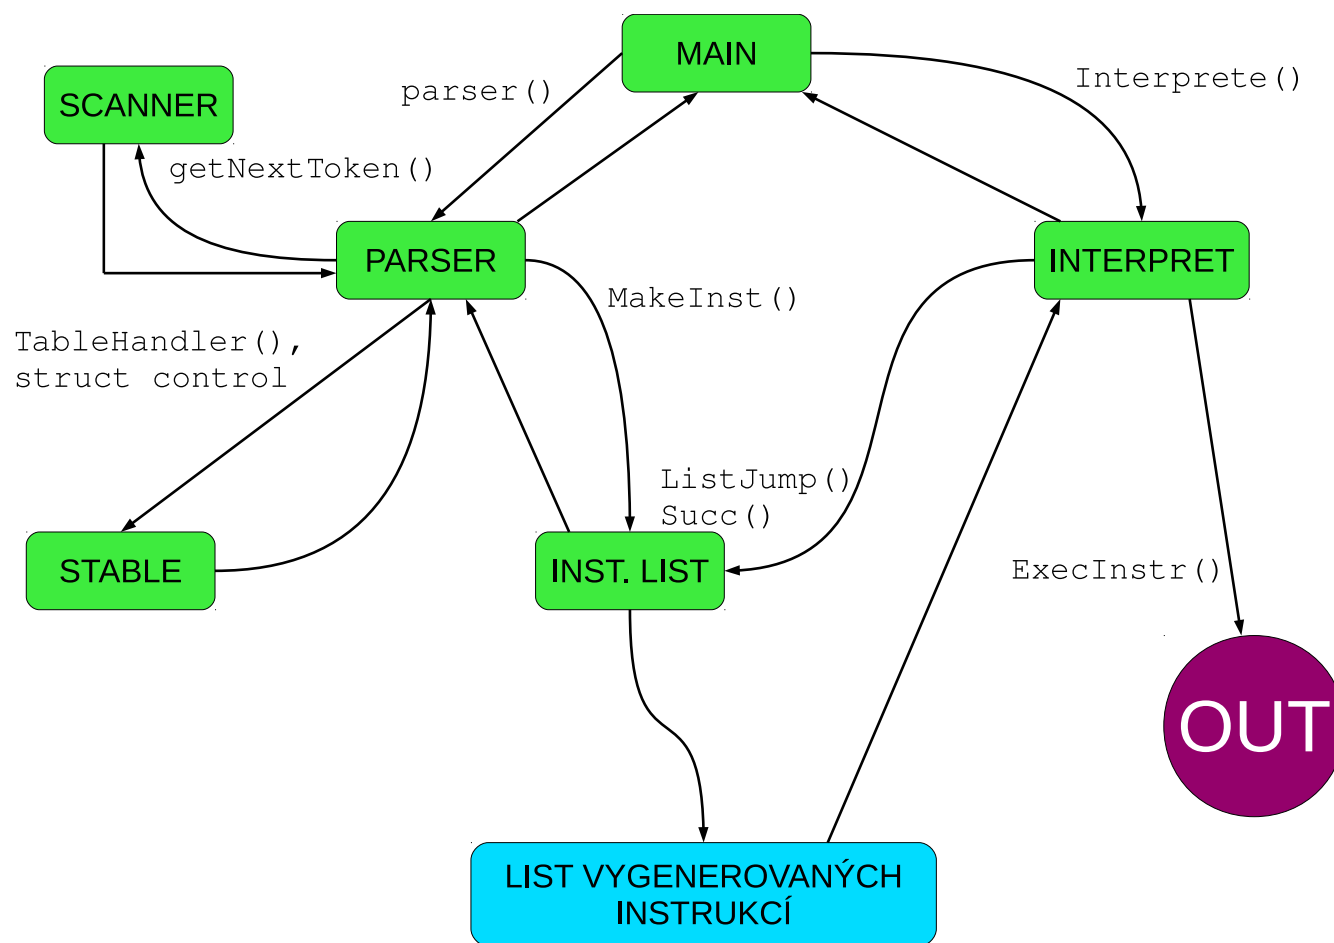 MAIN
SCANNER
parser()
Interprete()
getNextToken()
PARSER
INTERPRET
MakeInst()
TableHandler(),
struct control
ListJump()
Succ()
STABLE
INST. LIST
ExecInstr()
OUT
LIST VYGENEROVANÝCH
INSTRUKCÍ